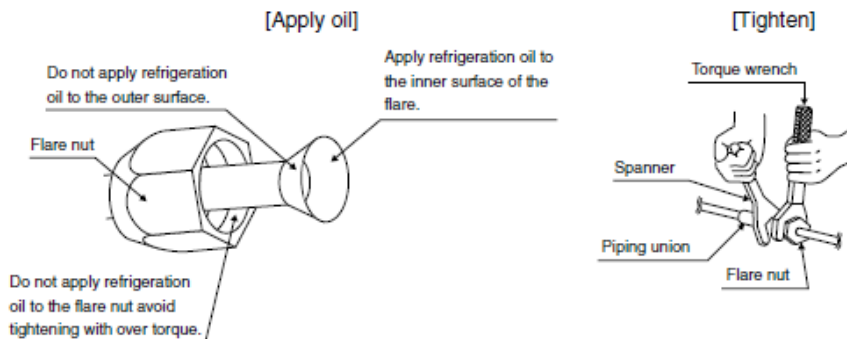 [Apply oil]
Do not apply refrigeration
oil to the outer surface.
Apply refrigeration oil to
the inner surface of the
flare.
Flare nut
Do not apply refrigeration
oil to the flare nut avoid
tightening with over torque.
[Tighten]
Torque wrench
Spanner
Piping union
Flare nut